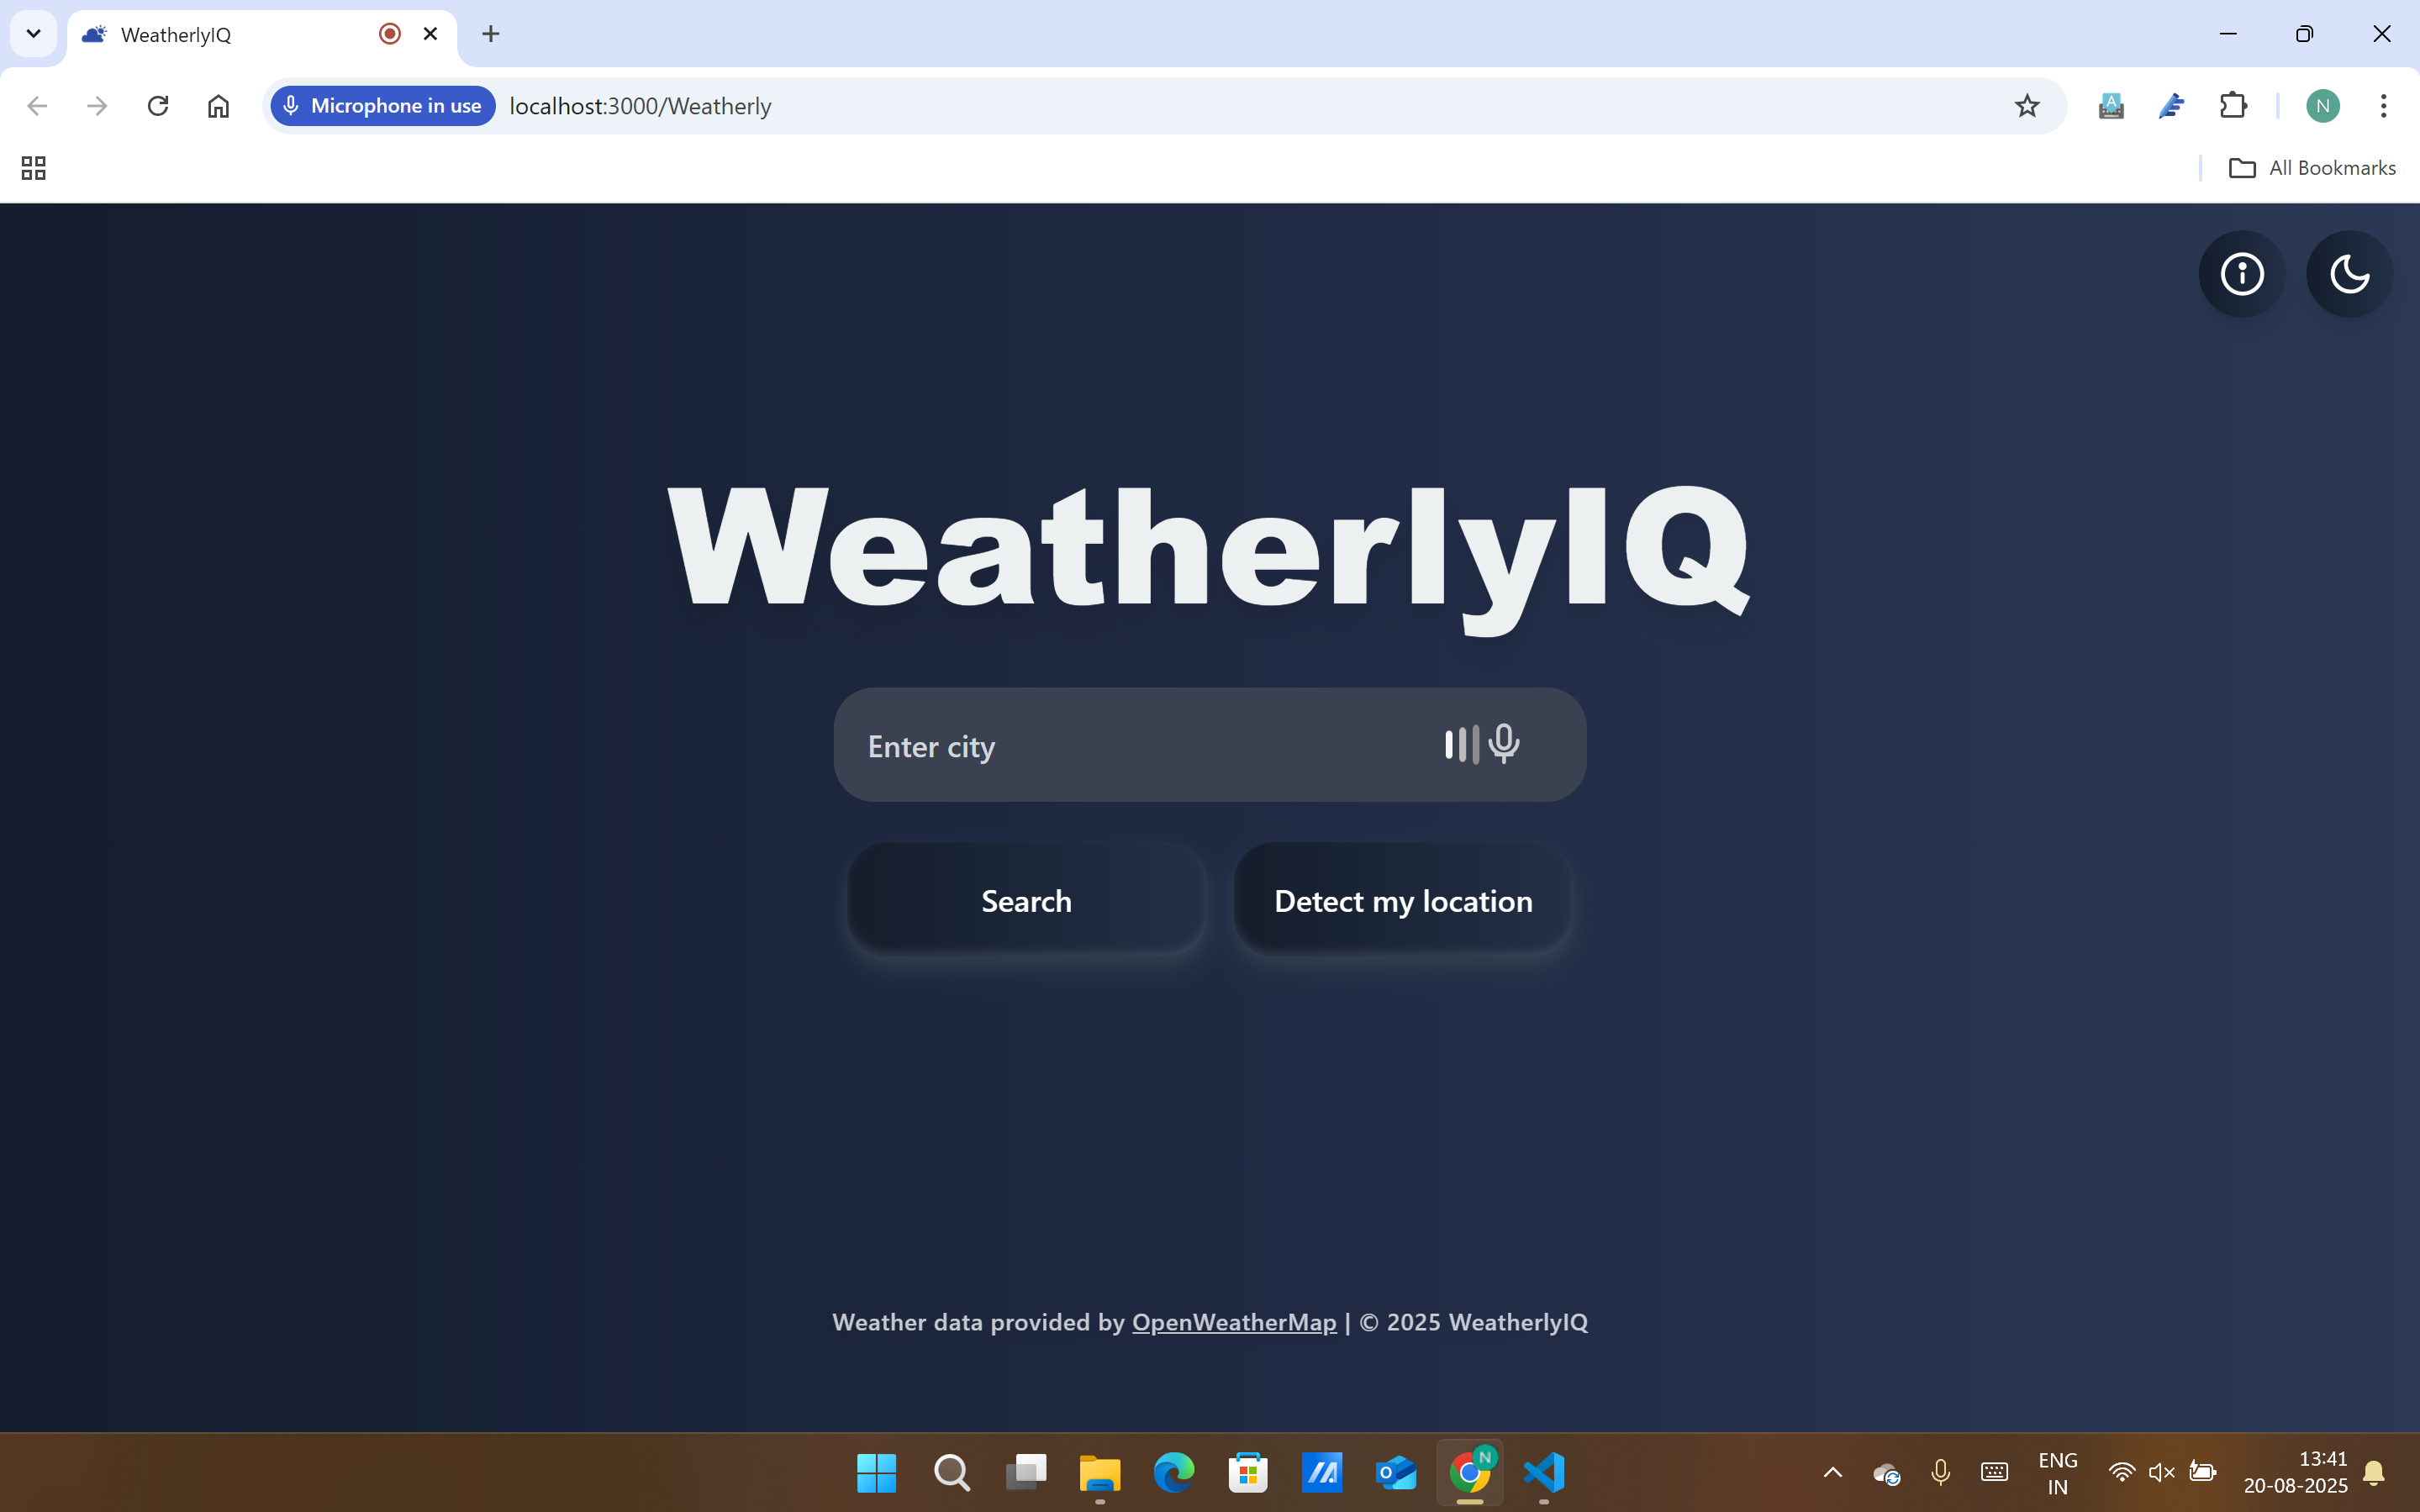 WeatherlyIQ
Microphone in use
localhost:3000/Weatherly
A
N
All Bookmarks
WeatherlyIQ
Enter city
Search
Detect my location
Weather data provided by OpenWeatherMap | © 2025 WeatherlyIQ
N
ENG
IN
13:41
20-08-2025